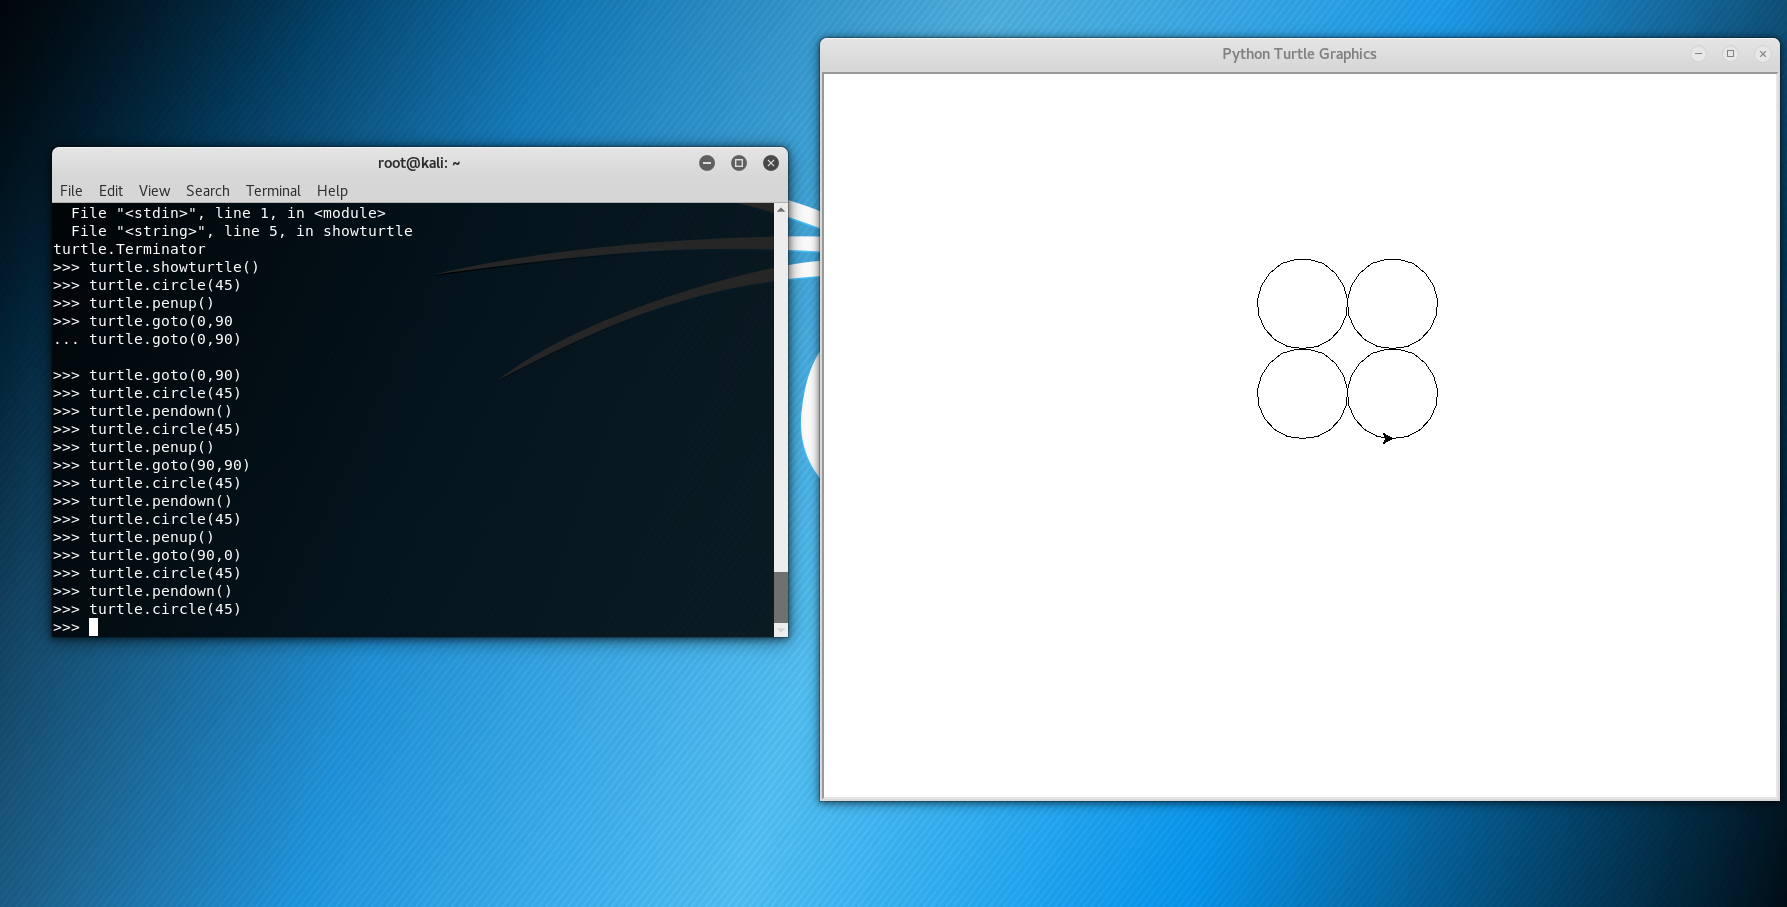 root@kali: ~
File Edit View Search Terminal Help
File "<stdin>", line 1, in <module>
File "<string>", line 5, in showturtle
turtle.Terminator
>>> turtle.showturtle()
>>> turtle.circle(45)
>>> turtle.penup()
>>> turtle.goto(0,90
... turtle.goto(0,90)
>>> turtle.goto(0,90)
>>> turtle.circle(45)
>>> turtle.pendown()
>>> turtle.circle(45)
>>> turtle.penup()
>>> turtle.goto(90,90)
>>> turtle.circle(45)
>>> turtle.pendown()
>>> turtle.circle(45)
>>> turtle.penup()
>>> turtle.goto(90,0)
>>> turtle.circle(45)
>>> turtle.pendown()
>>> turtle.circle(45)
>>>
Python Turtle Graphics